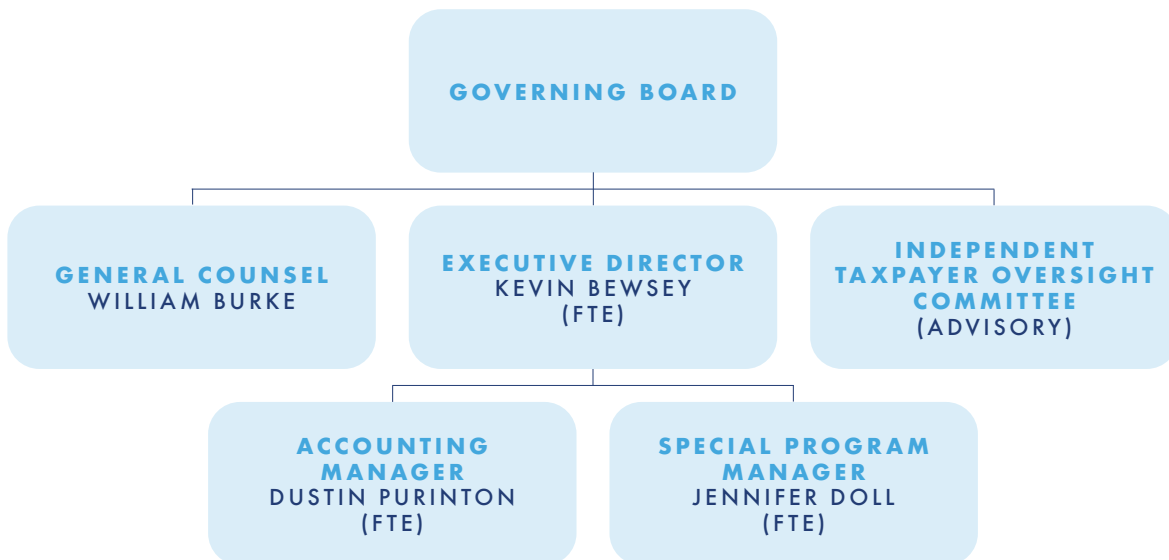 GOVERNING BOARD
GENERAL COUNSEL
WILLIAM BURKE
EXECUTIVE DIRECTOR
KEVIN BEWSEY
(FTE)
INDEPENDENT
TAXPAYER OVERSIGHT
COMMITTEE
(ADVISORY)
ACCOUNTING
MANAGER
DUSTIN PURINTON
(FTE)
SPECIAL PROGRAM
MANAGER
JENNIFER DOLL
(FTE)